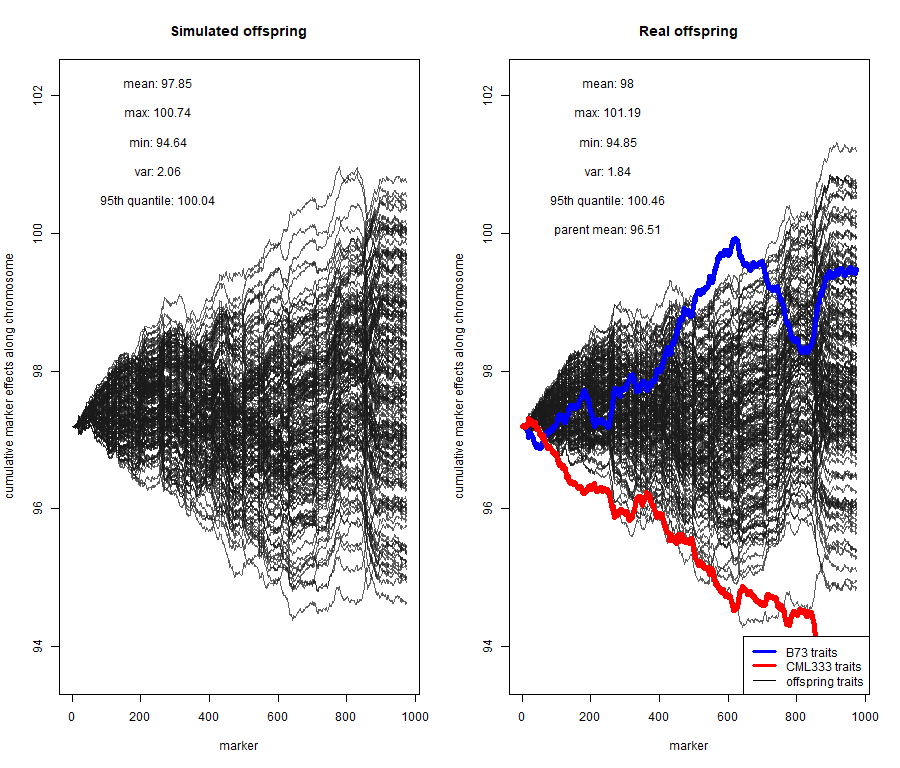 Simulated offspring
mean: 97.85
max: 100.74
min: 94.64
var: 2.06
95th quantile: 100.04
cumulative marker effects along chromosome
102
100
98
96
94
0 200 400 600 800 1000
marker
Real offspring
mean: 98
max: 101.19
min: 94.85
var: 1.84
95th quantile: 100.46
parent mean: 96.51
cumulative marker effects along chromosome
102
100
98
96
94
B73 traits
CML333 traits
offspring traits
0 200 400 600 800 1000
marker